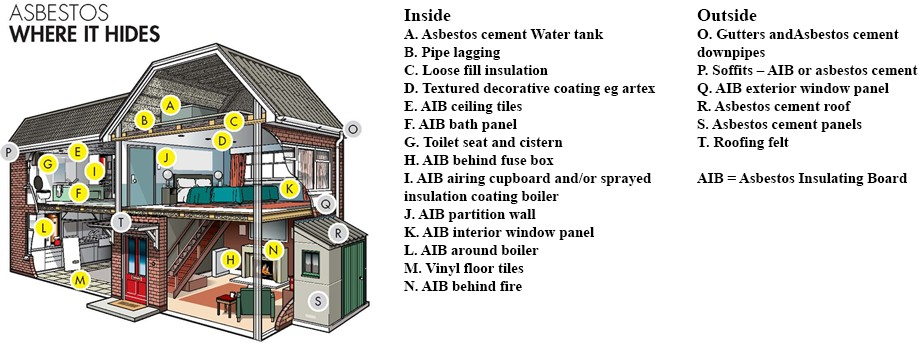 ASBESTOS
WHERE IT HIDES
Inside
A. Asbestos cement Water tank
B. Pipe lagging
C. Loose fill insulation
D. Textured decorative coating eg artex
E. AIB ceiling tiles
F. AIB bath panel
G. Toilet seat and cistern
H. AIB behind fuse box
I. AIB airing cupboard and/or sprayed
insulation coating boiler
J. AIB partition wall
K. AIB interior window panel
L. AIB around boiler
M. Vinyl floor tiles
N. AIB behind fire
Outside
O. Gutters andAsbestos cement
downpipes
P. Soffits – AIB or asbestos cement
Q. AIB exterior window panel
R. Asbestos cement roof
S. Asbestos cement panels
T. Roofing felt
AIB = Asbestos Insulating Board
A
B
C
D
O
P
E
J
G
I
F
K
Q
T
L
R
N
H
M
S